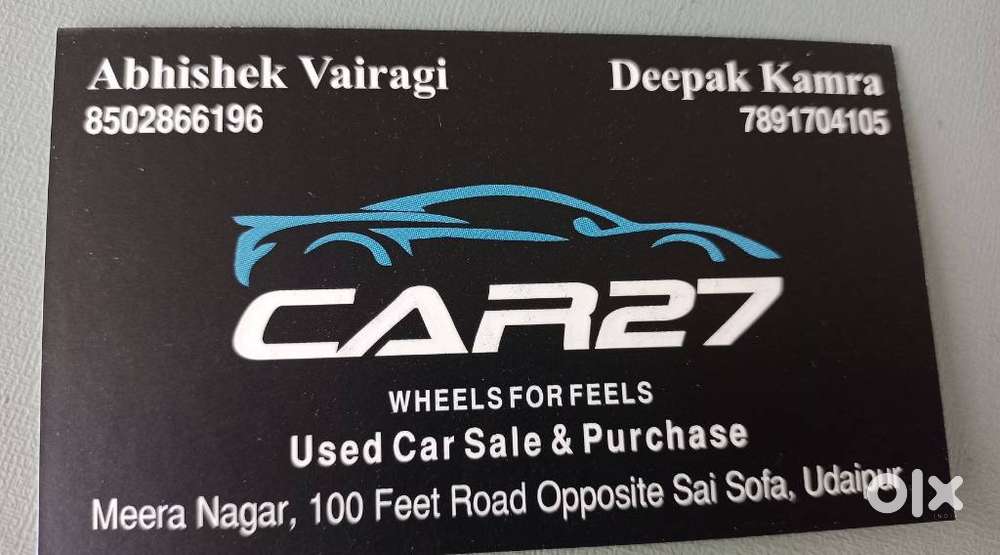 Abhishek Vairagi
8502866196
Deepak Kamra
7891704105
CAR27
WHEELS FOR FEELS
Used Car Sale & Purchase
Meera Nagar, 100 Feet Road Opposite Sai Sofa, Udaipur
olx
INDIA